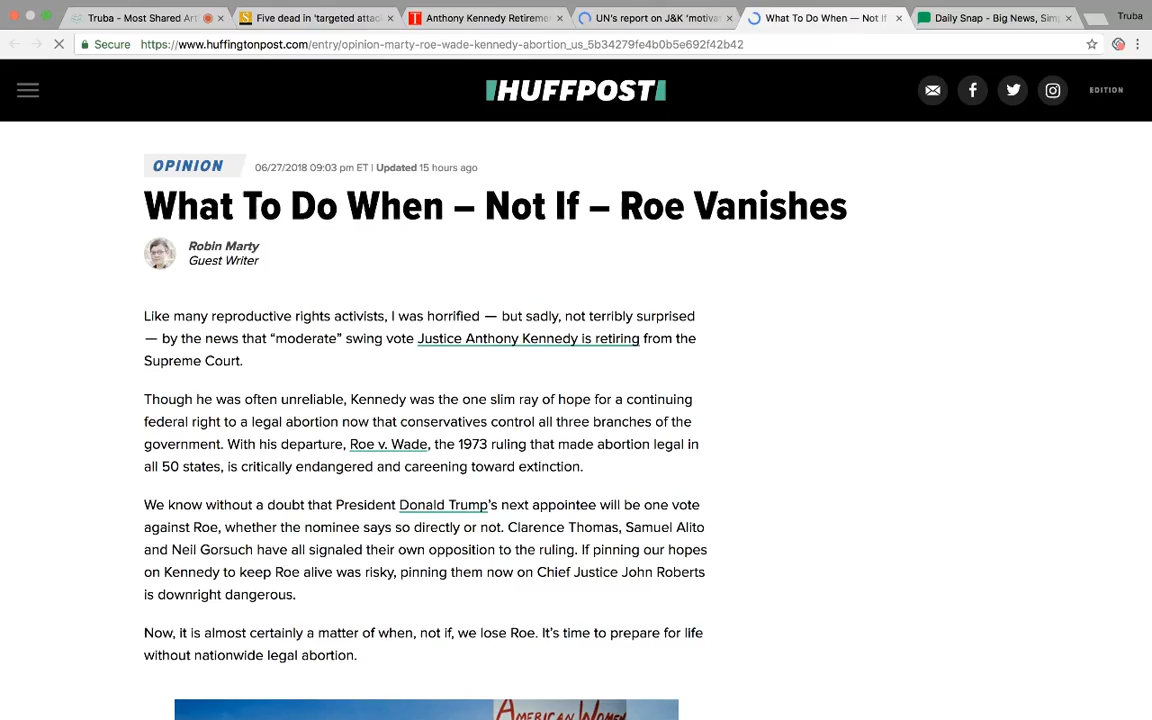 Truba - Most Shared Art
Five dead in 'targeted attac
Anthony Kennedy Retiremen
UN's report on J&K 'motivat
What To Do When — Not If
Daily Snap - Big News, Sim
Truba
Secure
https://www.huffingtonpost.com/entry/opinion-marty-roe-wade-kennedy-abortion_us_5b34279fe4b0b5e692f42b42
HUFFPOST
EDITION
OPINION
06/27/2018 09:03 pm ET | Updated 15 hours ago
What To Do When – Not If – Roe Vanishes
Robin Marty
Guest Writer
Like many reproductive rights activists, I was horrified — but sadly, not terribly surprised
— by the news that “moderate” swing vote Justice Anthony Kennedy is retiring from the
Supreme Court.
Though he was often unreliable, Kennedy was the one slim ray of hope for a continuing
federal right to a legal abortion now that conservatives control all three branches of the
government. With his departure, Roe v. Wade, the 1973 ruling that made abortion legal in
all 50 states, is critically endangered and careening toward extinction.
We know without a doubt that President Donald Trump’s next appointee will be one vote
against Roe, whether the nominee says so directly or not. Clarence Thomas, Samuel Alito
and Neil Gorsuch have all signaled their own opposition to the ruling. If pinning our hopes
on Kennedy to keep Roe alive was risky, pinning them now on Chief Justice John Roberts
is downright dangerous.
Now, it is almost certainly a matter of when, not if, we lose Roe. It’s time to prepare for life
without nationwide legal abortion.
AMERICAN WOMEN